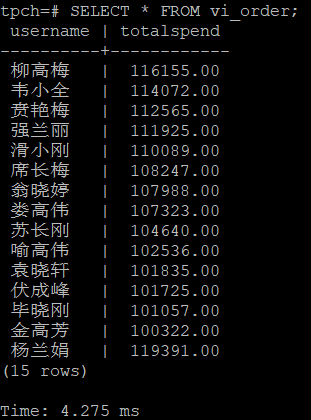 tpch=# SELECT * FROM vi_order;
username | totalspend
----------+------------
柳高梅 | 116155.00
韦小全 | 114072.00
贲艳梅 | 112565.00
强兰丽 | 111925.00
滑小刚 | 110089.00
席长梅 | 108247.00
翁晓婷 | 107988.00
娄高伟 | 107323.00
苏长刚 | 104640.00
喻高伟 | 102536.00
袁晓轩 | 101835.00
伏成峰 | 101725.00
毕晓刚 | 101057.00
金高芳 | 100322.00
杨兰娟 | 119391.00
(15 rows)
Time: 4.275 ms